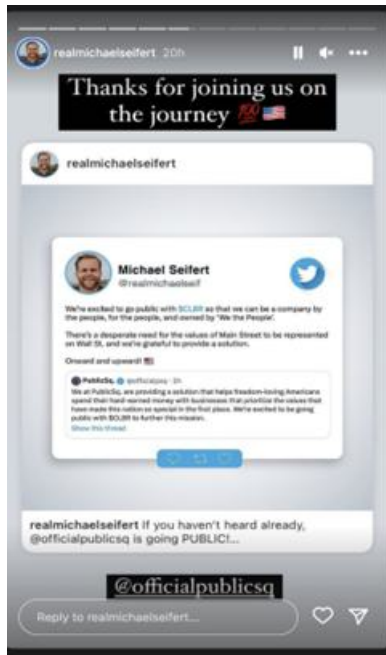 realmichaelseifert 20h
Thanks for joining us on
the journey 💯🇺🇸
realmichaelseifert
Michael Seifert
@realmichaelseif
We're excited to go public with $CLBR so that we can be a company by
the people, for the people, and owned by 'We the People'.
There's a desperate need for the values of Main Street to be represented
on Wall St, and we're grateful to provide a solution.
Onward and upward! 🇺🇸
PublicSq. @officialpsq · 2h
We at PublicSq. are providing a solution that helps freedom-loving Americans
spend their hard-earned money with businesses that prioritize the values that
have made this nation so special in the first place. We're excited to be going
public with $CLBR to further this mission.
Show this thread
realmichaelseifert If you haven't heard already,
@officialpublicsq is going PUBLIC!...
@officialpublicsq
Reply to realmichaelseifert...